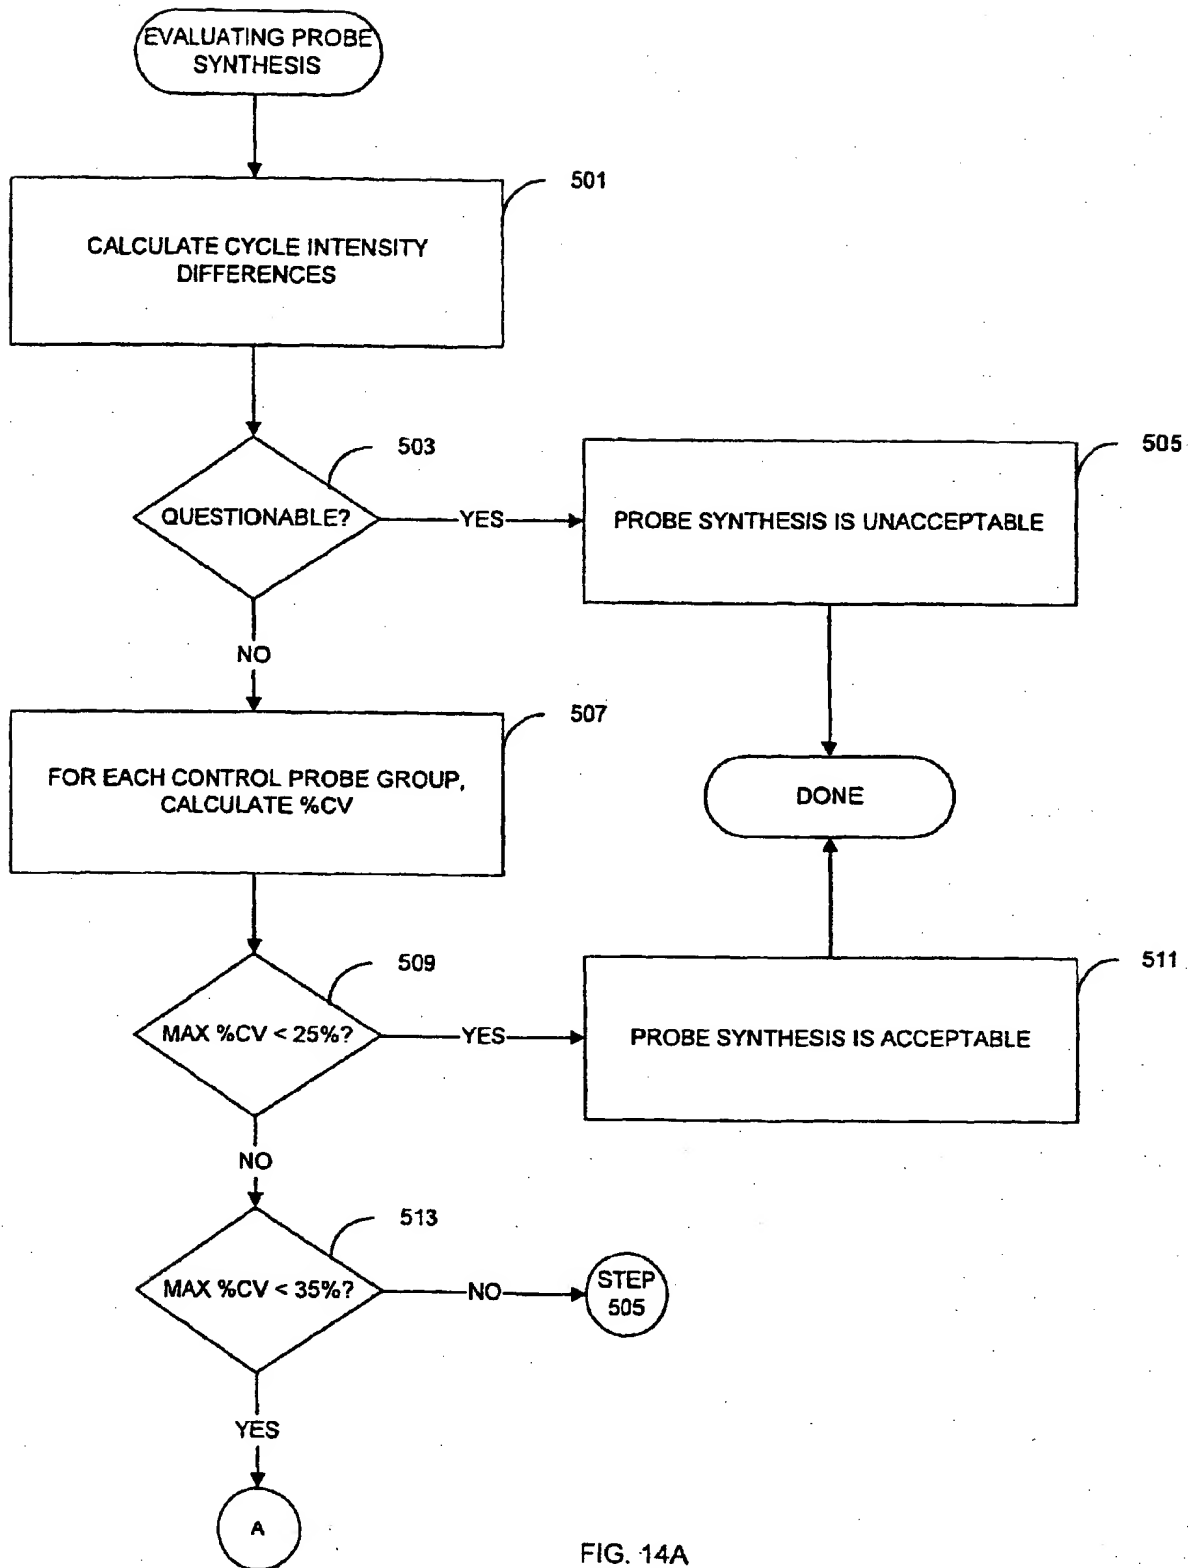 EVALUATING PROBE
SYNTHESIS
501
CALCULATE CYCLE INTENSITY
DIFFERENCES
503
QUESTIONABLE?
YES
505
PROBE SYNTHESIS IS UNACCEPTABLE
NO
507
FOR EACH CONTROL PROBE GROUP,
CALCULATE %CV
DONE
509
MAX %CV < 25%?
YES
511
PROBE SYNTHESIS IS ACCEPTABLE
NO
513
MAX %CV < 35%?
NO
STEP
505
YES
A
FIG. 14A